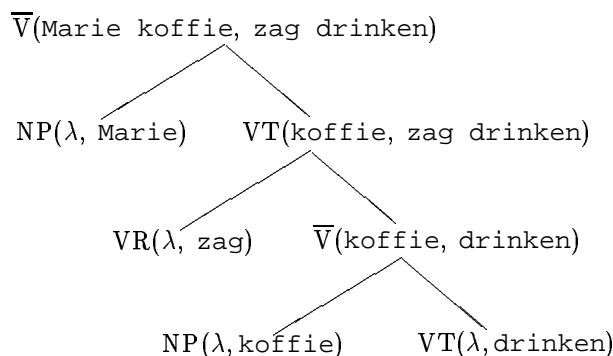 V̅(Marie koffie, zag drinken)
NP(λ, Marie) VT(koffie, zag drinken)
VR(λ, zag) V̅(koffie, drinken)
NP(λ,koffie) VT(λ,drinken)